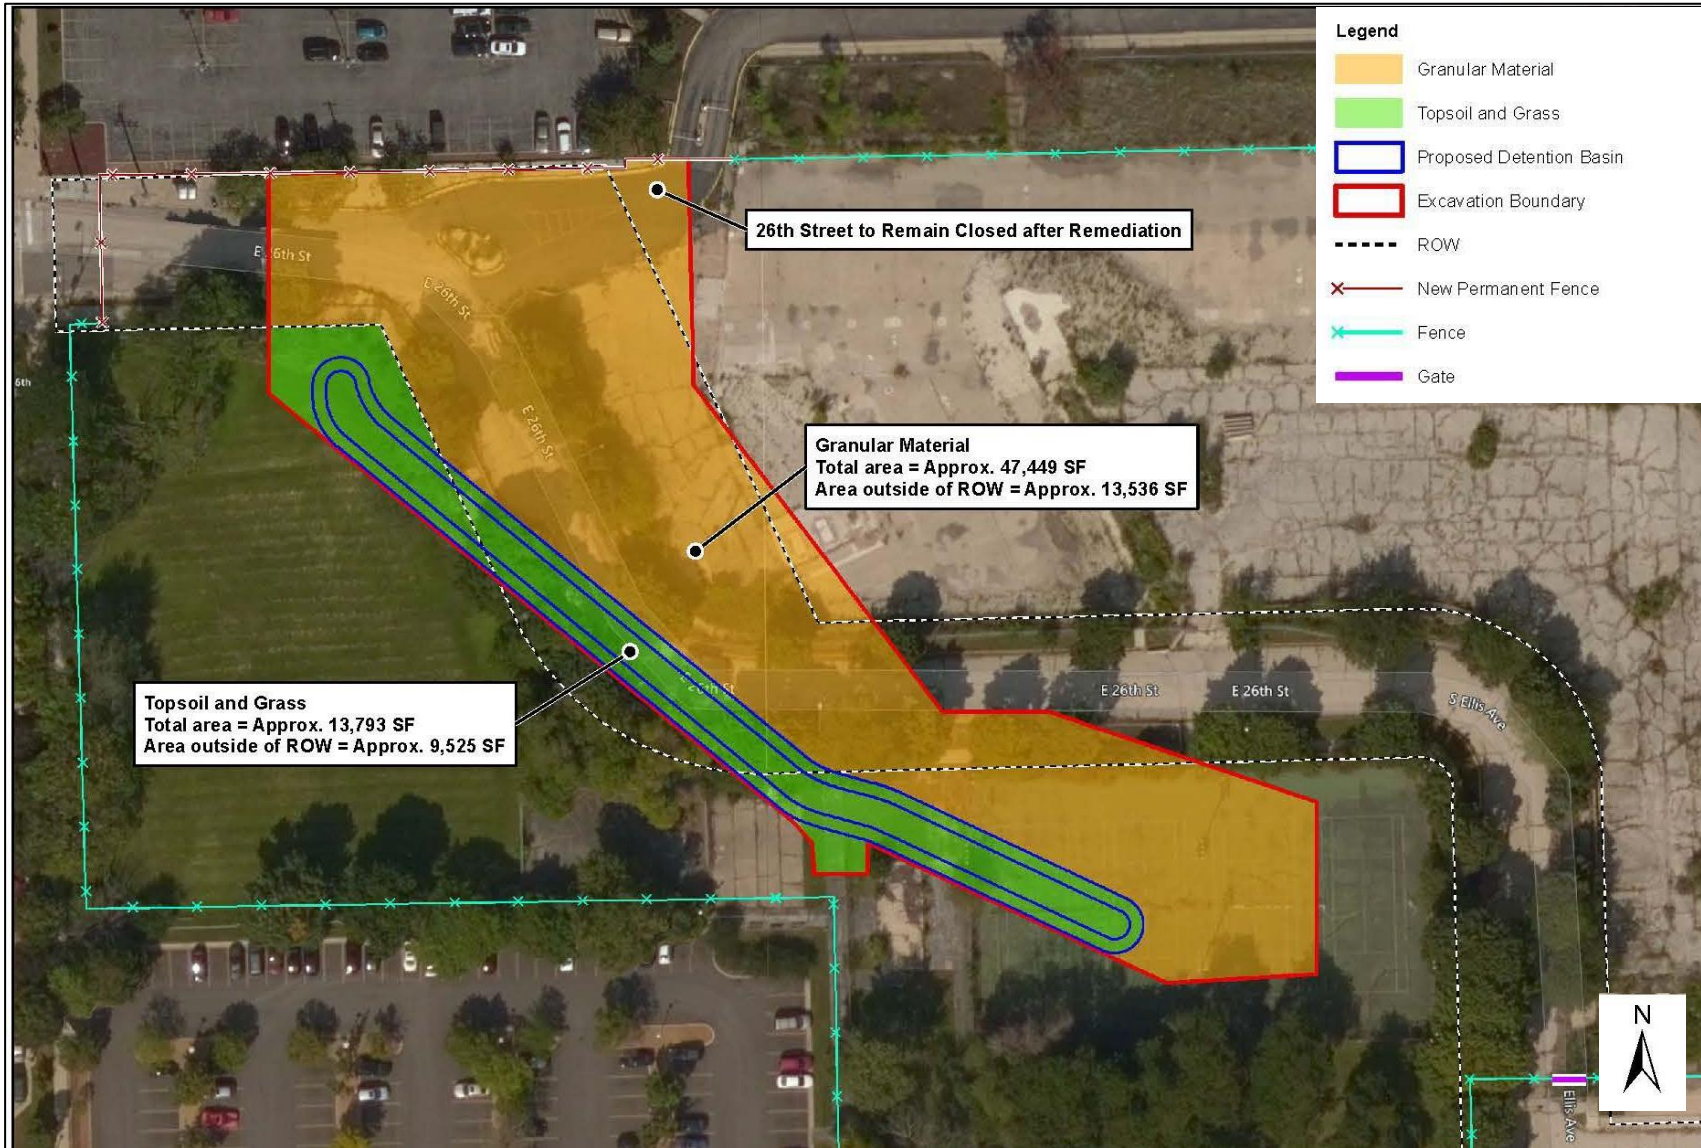 Legend
Granular Material
Topsoil and Grass
Proposed Detention Basin
Excavation Boundary
ROW
New Permanent Fence
Fence
Gate
26th Street to Remain Closed after Remediation
E 26th St
E 26th St
6th
E 26th St
Granular Material
Total area = Approx. 47,449 SF
Area outside of ROW = Approx. 13,536 SF
E 26th St
E 26th St
E 26th St
S Ellis Ave
Topsoil and Grass
Total area = Approx. 13,793 SF
Area outside of ROW = Approx. 9,525 SF
N
Ellis Ave